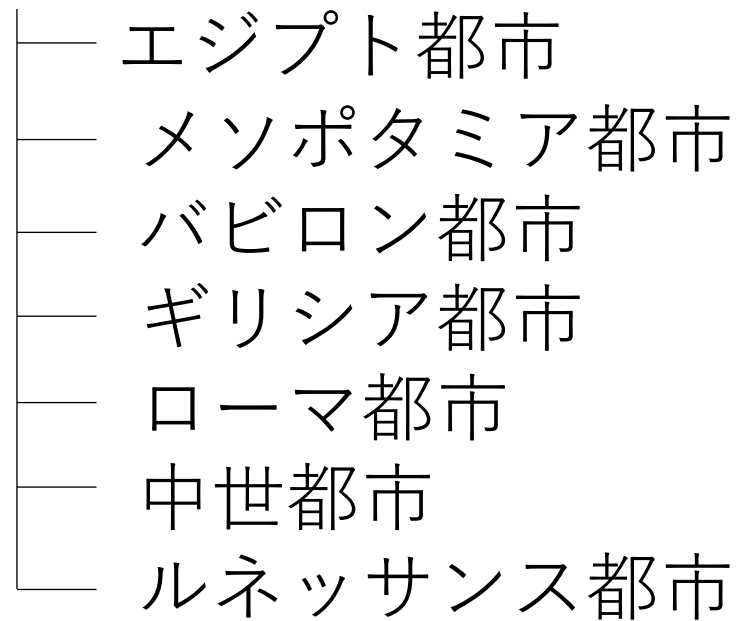 エジプト都市
メソポタミア都市
バビロン都市
ギリシア都市
ローマ都市
中世都市
ルネッサンス都市